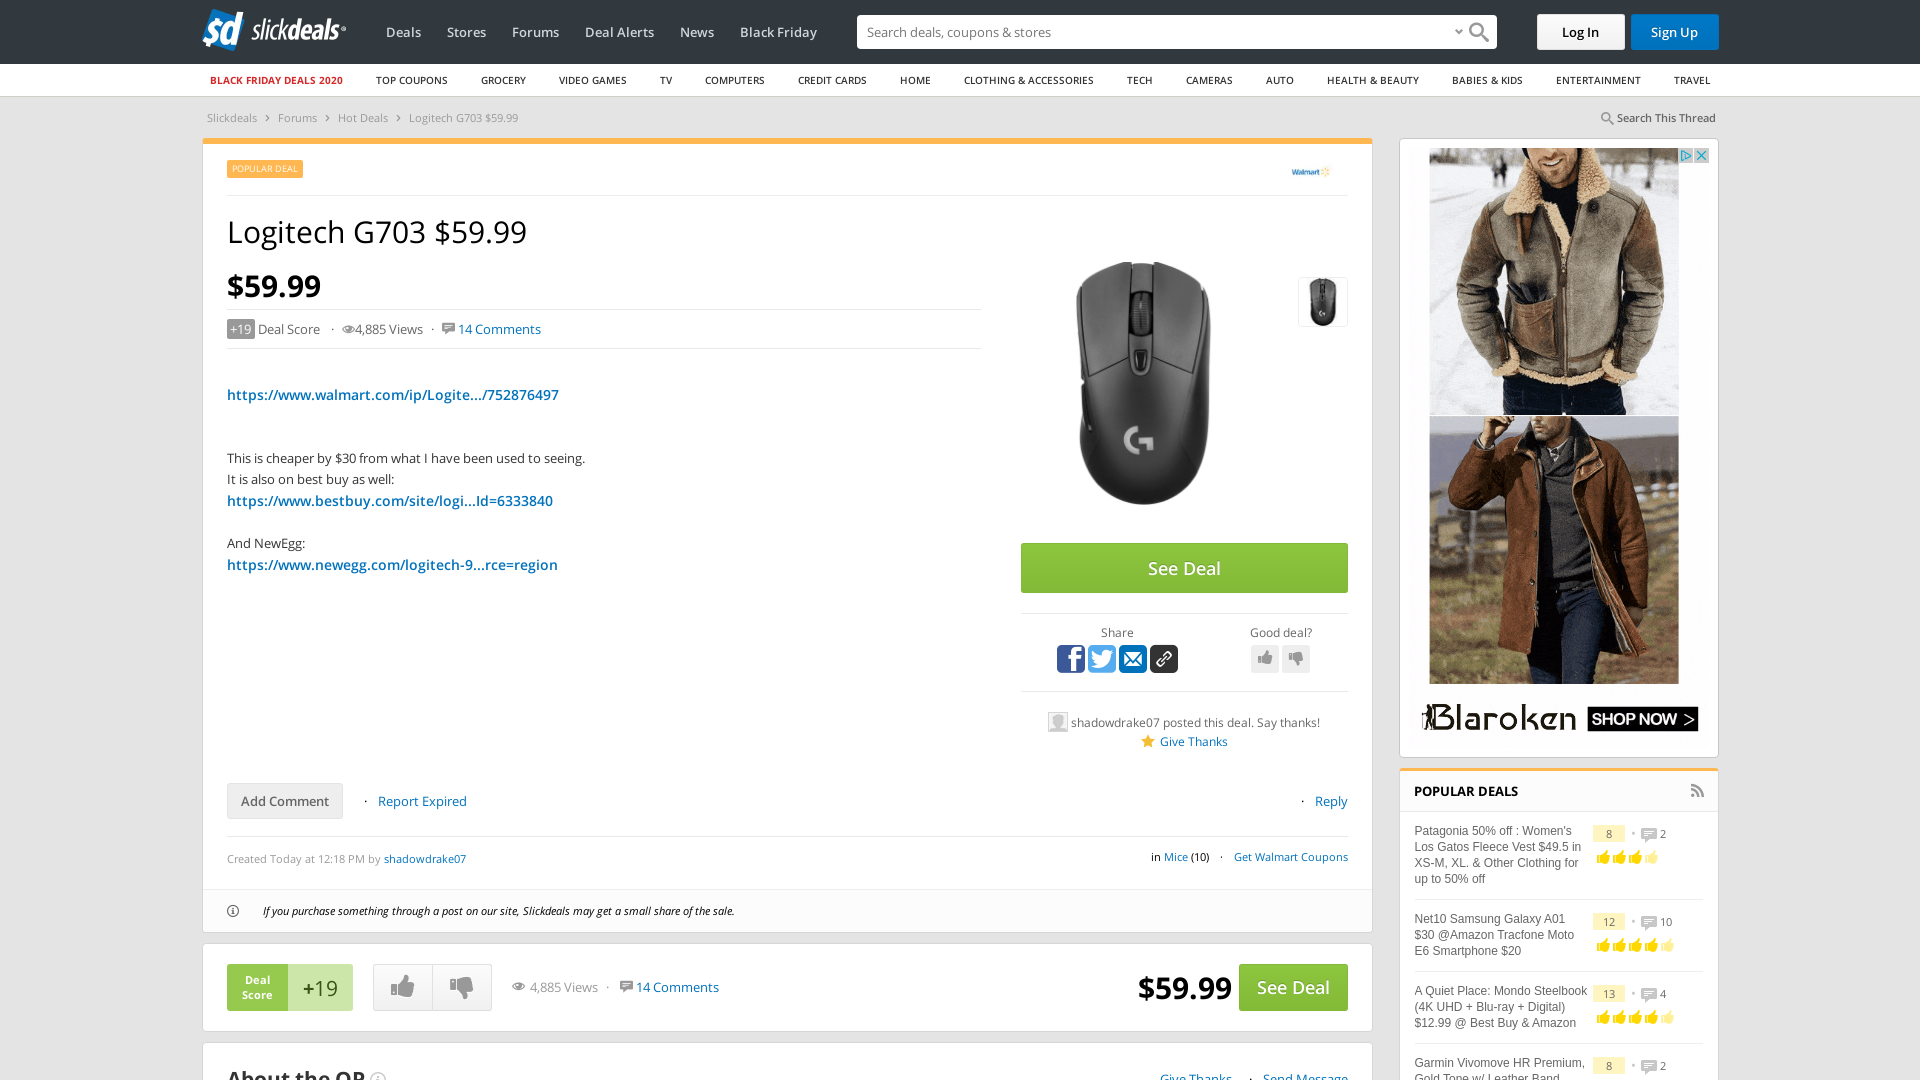 sd slickdeals
Deals
Stores
Forums
Deal Alerts
News
Black Friday
Search deals, coupons & shops
Log In
Sign Up
BLACK FRIDAY DEALS 2020
TOP COUPONS
GROCERY
VIDEO GAMES
TV
COMPUTERS
CREDIT CARDS
HOME
CLOTHING & ACCESSORIES
TECH
CAMERAS
AUTO
HEALTH & BEAUTY
BABIES & KIDS
ENTERTAINMENT
TRAVEL
Slickdeals > Forums > Hot Deals > Logitech G703 $59.99
Search This Thread
POPULAR DEAL
Walmart
Logitech G703 $59.99
$59.99
+19 Deal Score · 4,885 Views · 14 Comments
https://www.walmart.com/ip/Logite.../752876497
This is cheaper by $30 from what I have been used to seeing.
It is also on best buy as well:
https://www.bestbuy.com/site/logi...Id=6333840
And NewEgg:
https://www.newegg.com/logitech-9...rce=region
See Deal
Share
Good deal?
shadowdrake07 posted this deal. Say thanks!
Give Thanks
Add Comment · Report Expired
· Reply
Created Today at 12:18 PM by shadowdrake07
in Mice (10) · Get Walmart Coupons
If you purchase something through a post on our site, Slickdeals may get a small share of the sale.
Deal
Score
+19
4,885 Views · 14 Comments
$59.99
See Deal
About the OP
Give Thanks · Send Message
Blaroken
SHOP NOW >
POPULAR DEALS
Patagonia 50% off : Women's
Los Gatos Fleece Vest $49.5 in
XS-M, XL. & Other Clothing for
up to 50% off
8 • 2
Net10 Samsung Galaxy A01
$30 @Amazon Tracfone Moto
E6 Smartphone $20
12 • 10
A Quiet Place: Mondo Steelbook
(4K UHD + Blu-ray + Digital)
$12.99 @ Best Buy & Amazon
13 • 4
Garmin Vivomove HR Premium,
Gold Tone w/ Leather Band
8 • 2